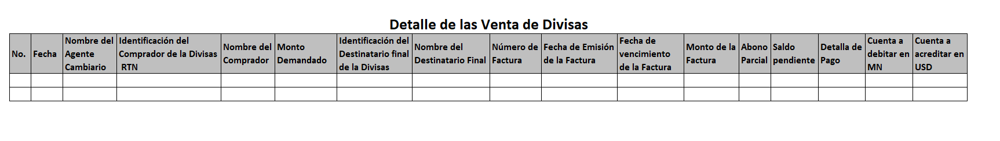 Detalle de las Venta de Divisas
No.
Fecha
Nombre del
Agente
Cambiario
Identificación del
Comprador de la Divisas
RTN
Nombre del
Comprador
Monto
Demandado
Identificación del
Destinatario final
de la Divisas
Nombre del
Destinatario Final
Número de
Factura
Fecha de Emisión
de la Factura
Fecha de
vencimiento
de la Factura
Monto de la
Factura
Abono
Parcial
Saldo
pendiente
Detalla de
Pago
Cuenta a
debitar en
MN
Cuenta a
acreditar en
USD